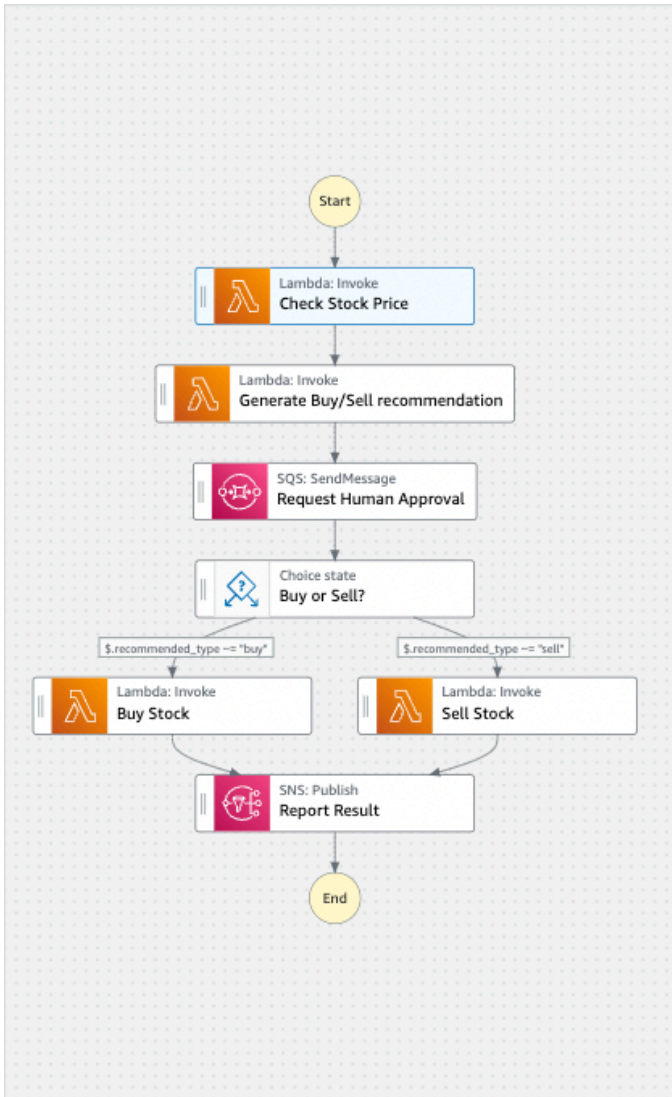 Start
Lambda: Invoke
Check Stock Price
Lambda: Invoke
Generate Buy/Sell recommendation
SQS: SendMessage
Request Human Approval
Choice state
Buy or Sell?
$.recommended_type ~= "buy"
$.recommended_type ~= "sell"
Lambda: Invoke
Buy Stock
Lambda: Invoke
Sell Stock
SNS: Publish
Report Result
End